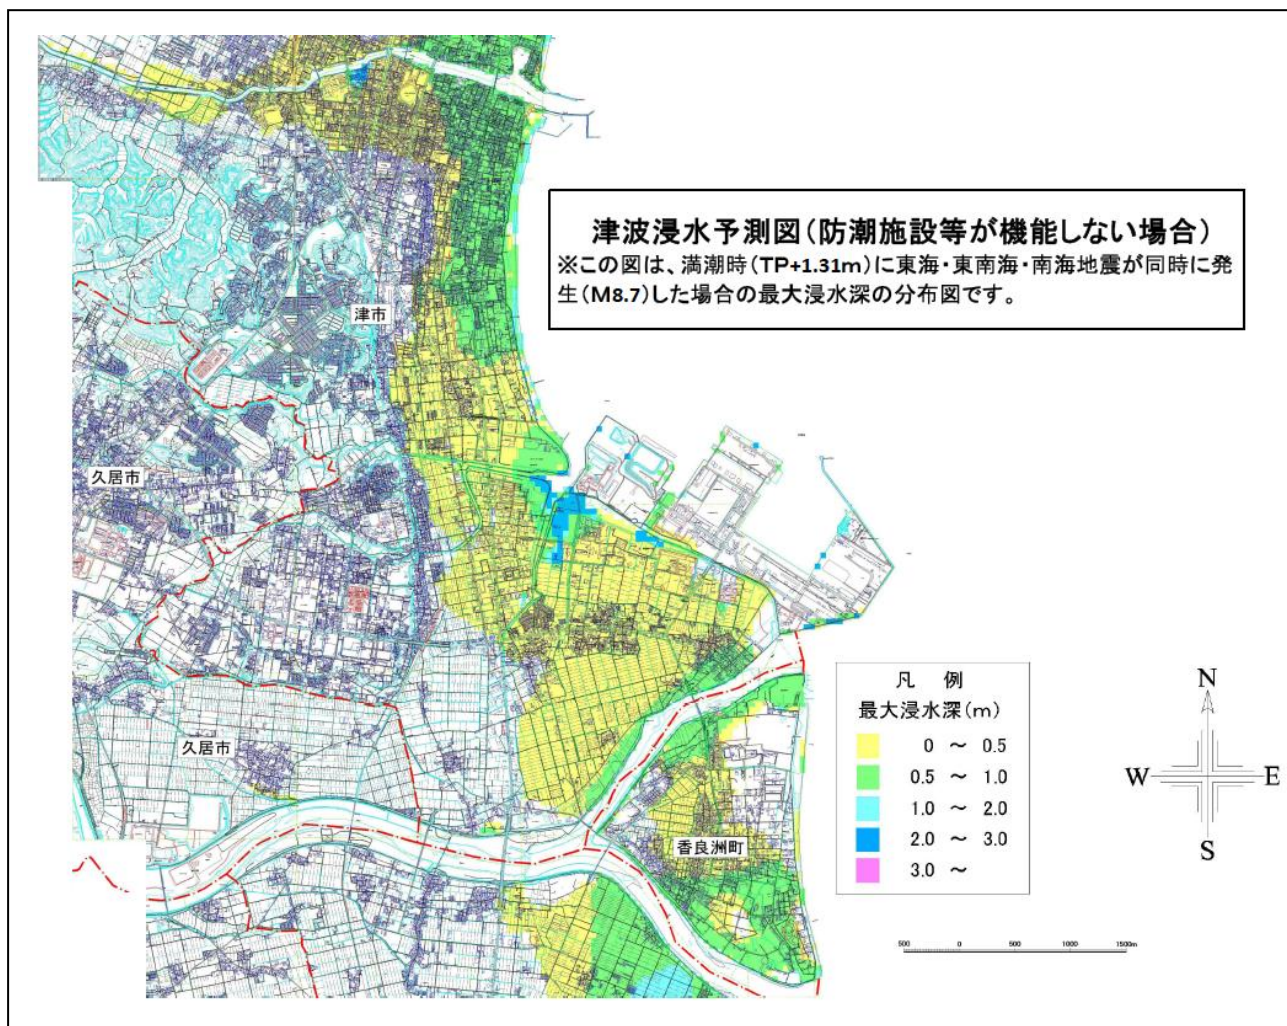 津波浸水予測図(防潮施設等が機能しない場合)
※この図は、満潮時(TP+1.31m)に東海・東南海・南海地震が同時に発
生(M8.7)した場合の最大浸水深の分布図です。
津市
久居市
久居市
香良洲町
凡 例
最大浸水深(m)
0 ~ 0.5
0.5 ~ 1.0
1.0 ~ 2.0
2.0 ~ 3.0
3.0 ~
N
W E
S
500 0 500 1000 1500m